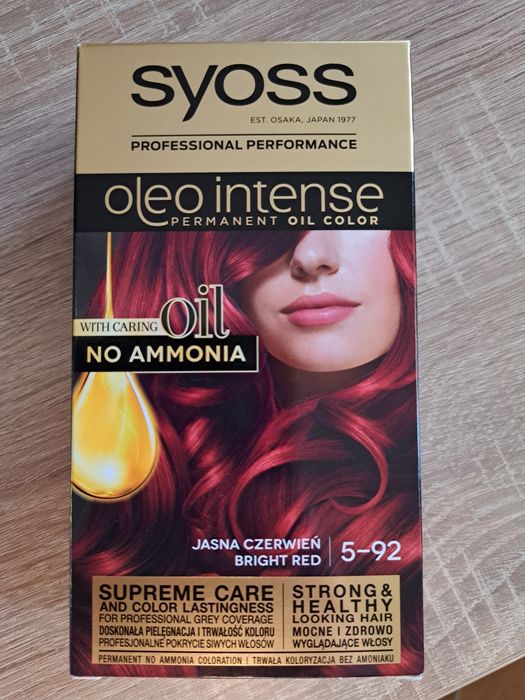 syoss
EST. OSAKA, JAPAN 1977
PROFESSIONAL PERFORMANCE
oleo intense
PERMANENT OIL COLOR
WITH CARING oil
NO AMMONIA
JASNA CZERWIEŃ
BRIGHT RED
5-92
SUPREME CARE
AND COLOR LASTINGNESS
FOR PROFESSIONAL GREY COVERAGE
DOSKONAŁA PIELĘGNACJA I TRWAŁOŚĆ KOLORU
PROFESJONALNE POKRYCIE SIWYCH WŁOSÓW
STRONG &
HEALTHY
LOOKING HAIR
MOCNE I ZDROWO
WYGLĄDAJĄCE WŁOSY
PERMANENT NO AMMONIA COLORATION | TRWAŁA KOLORYZACJA BEZ AMONIAKU